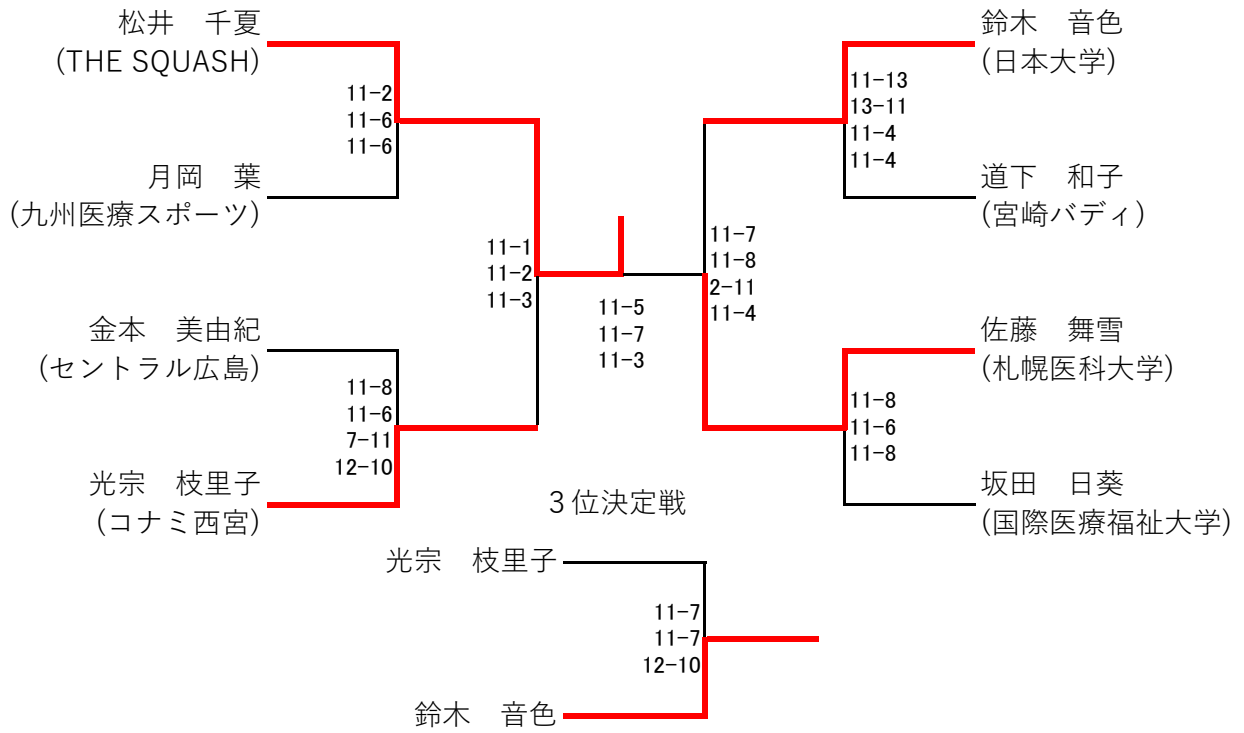 松井　千夏
(THE SQUASH)
11-2
11-6
11-6
月岡　葉
(九州医療スポーツ)
11-1
11-2
11-3
金本　美由紀
(セントラル広島)
11-8
11-6
7-11
12-10
光宗　枝里子
(コナミ西宮)
11-5
11-7
11-3
鈴木　音色
(日本大学)
11-13
13-11
11-4
11-4
道下　和子
(宮崎バディ)
11-7
11-8
2-11
11-4
佐藤　舞雪
(札幌医科大学)
11-8
11-6
11-8
坂田　日葵
(国際医療福祉大学)
３位決定戦
光宗　枝里子
11-7
11-7
12-10
鈴木　音色